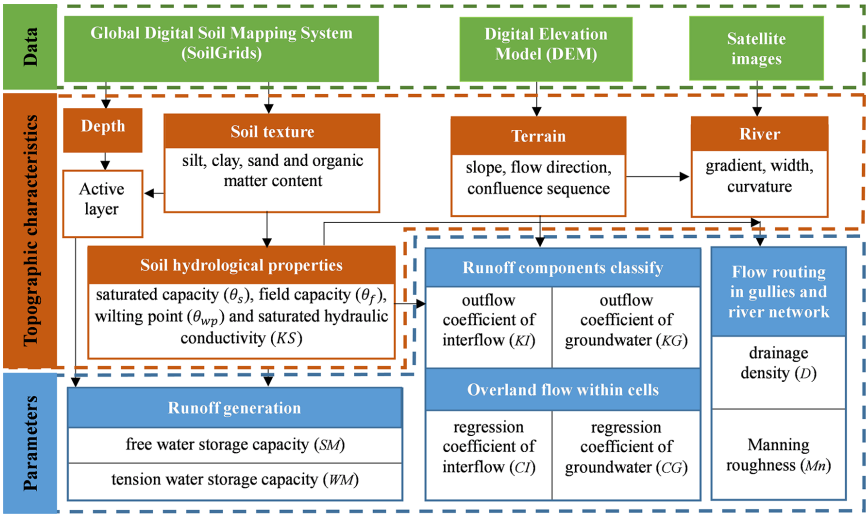 Data
Global Digital Soil Mapping System
(SoilGrids)
Digital Elevation
Model (DEM)
Satellite
images
Topographic characteristics
Depth
Active
layer
Soil texture
silt, clay, sand and organic
matter content
Terrain
slope, flow direction,
confluence sequence
River
gradient, width,
curvature
Soil hydrological properties
saturated capacity (θs), field capacity (θf),
wilting point (θwp) and saturated hydraulic
conductivity (KS)
Runoff components classify
outflow
coefficient of
interflow (KI)
outflow
coefficient of
groundwater (KG)
Overland flow within cells
regression
coefficient of
interflow (CI)
regression
coefficient of
groundwater (CG)
Flow routing
in gullies and
river network
drainage
density (D)
Manning
roughness (Mn)
Parameters
Runoff generation
free water storage capacity (SM)
tension water storage capacity (WM)